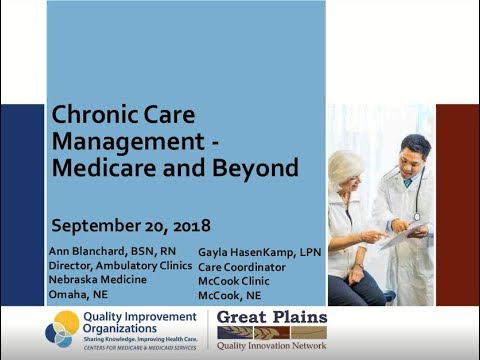 Chronic Care
Management -
Medicare and Beyond
September 20, 2018
Ann Blanchard, BSN, RN
Director, Ambulatory Clinics
Nebraska Medicine
Omaha, NE
Gayla HasenKamp, LPN
Care Coordinator
McCook Clinic
McCook, NE
Quality Improvement
Organizations
Sharing Knowledge. Improving Health Care.
CENTERS FOR MEDICARE & MEDICAID SERVICES
Great Plains
Quality Innovation Network